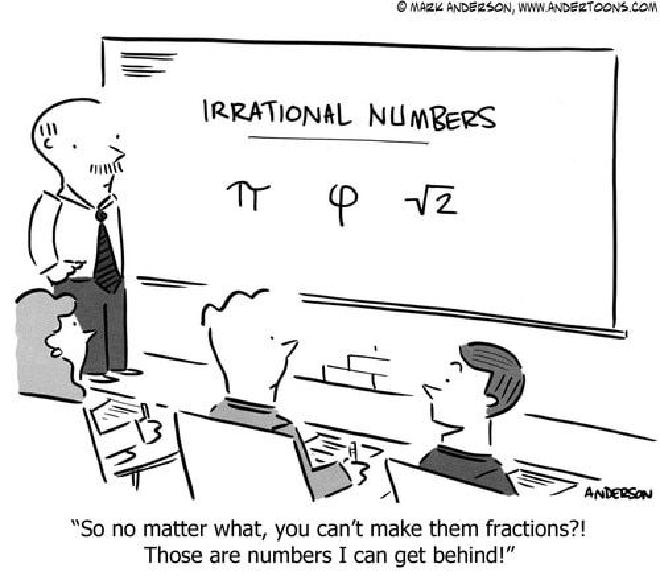 © MARK ANDERSON, WWW.ANDERTOONS.COM
IRRATIONAL NUMBERS
π φ √2
ANDERSON
"So no matter what, you can't make them fractions?!
Those are numbers I can get behind!"